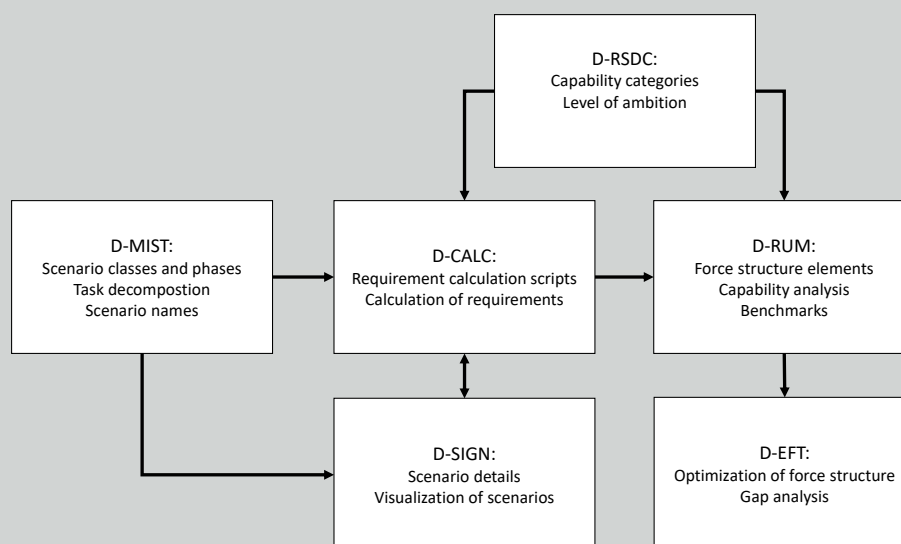 D-RSDC:
Capability categories
Level of ambition
D-MIST:
Scenario classes and phases
Task decompostion
Scenario names
D-CALC:
Requirement calculation scripts
Calculation of requirements
D-RUM:
Force structure elements
Capability analysis
Benchmarks
D-SIGN:
Scenario details
Visualization of scenarios
D-EFT:
Optimization of force structure
Gap analysis